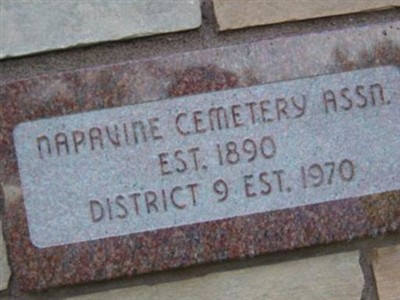 NAPAVINE CEMETERY ASSN.
EST. 1890
DISTRICT 9 EST. 1970